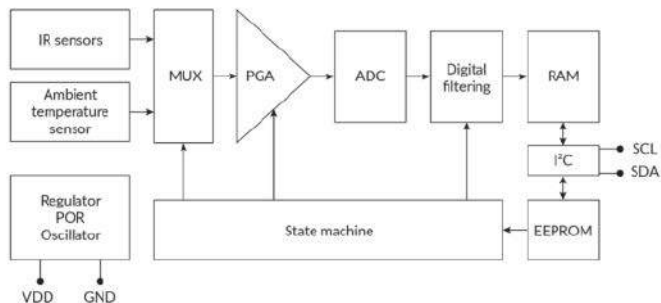 IR sensors
Ambient
temperature
sensor
MUX
PGA
ADC
Digital
filtering
RAM
I²C
SCL
SDA
Regulator
POR
Oscillator
State machine
EEPROM
VDD
GND